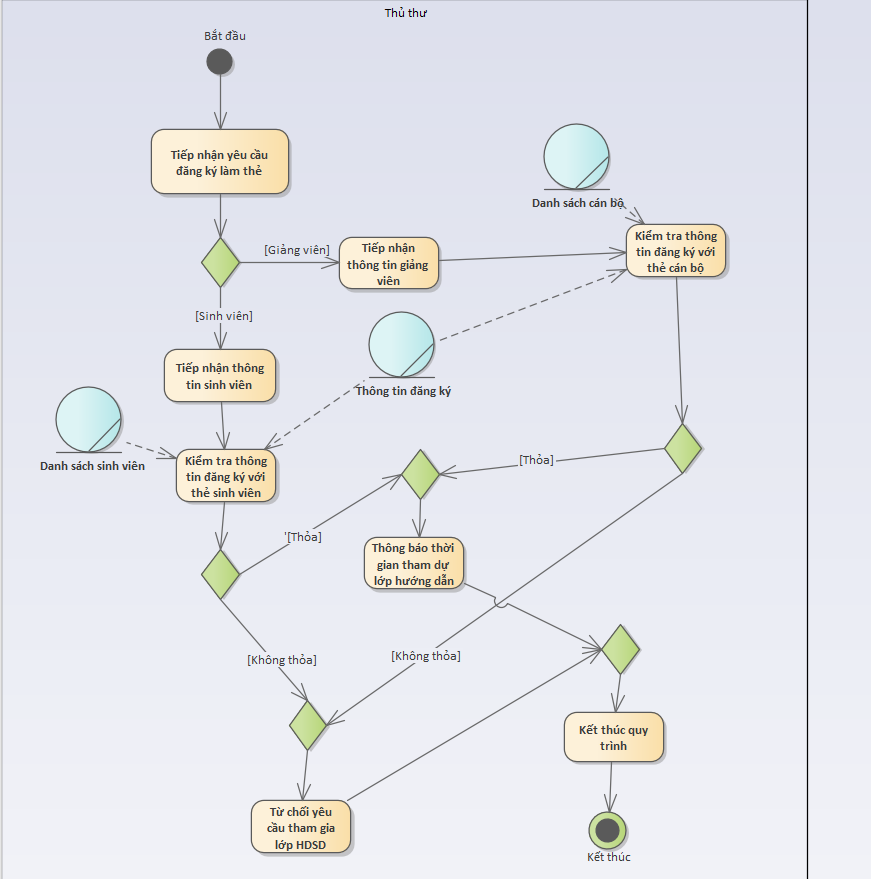 Thủ thư
Bắt đầu
Tiếp nhận yêu cầu
đăng ký làm thẻ
Danh sách cán bộ
[Giảng viên]
Tiếp nhận
thông tin giảng
viên
Kiểm tra thông
tin đăng ký với
thẻ cán bộ
[Sinh viên]
Tiếp nhận thông
tin sinh viên
Thông tin đăng ký
Danh sách sinh viên
Kiểm tra thông
tin đăng ký với
thẻ sinh viên
[Thỏa]
'[Thỏa]
Thông báo thời
gian tham dự
lớp hướng dẫn
[Không thỏa]
[Không thỏa]
Kết thúc quy
trình
Từ chối yêu
cầu tham gia
lớp HDSD
Kết thúc